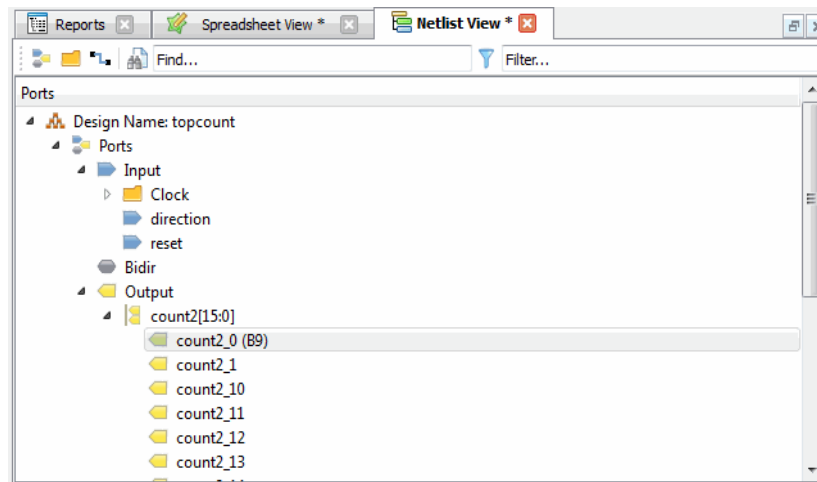 Reports Spreadsheet View * Netlist View *
Find... Filter...
Ports
Design Name: topcount
Ports
Input
Clock
direction
reset
Bidir
Output
count2[15:0]
count2_0 (B9)
count2_1
count2_10
count2_11
count2_12
count2_13